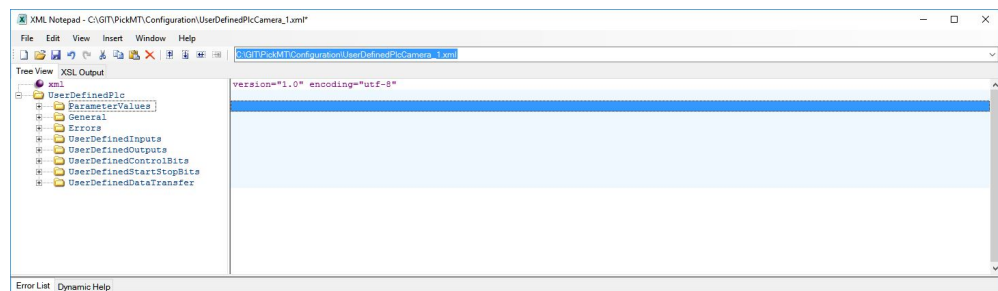 XML Notepad - C:\GIT\PickMT\Configuration\UserDefinedPlcCamera_1.xml*
File Edit View Insert Window Help
C:\GIT\PickMT\Configuration\UserDefinedPlcCamera_1.xml
Tree View XSL Output
xml version="1.0" encoding="utf-8"
UserDefinedPlc
ParameterValues
General
Errors
UserDefinedInputs
UserDefinedOutputs
UserDefinedControlBits
UserDefinedStartStopBits
UserDefinedDataTransfer
Error List Dynamic Help